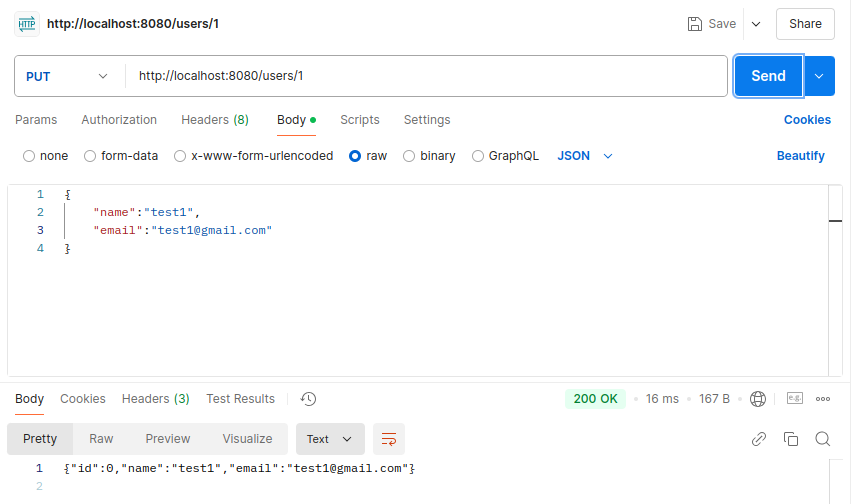 HTTP http://localhost:8080/users/1 Save Share
PUT http://localhost:8080/users/1 Send
Params Authorization Headers (8) Body Scripts Settings Cookies
none form-data x-www-form-urlencoded raw binary GraphQL JSON Beautify
1 {
2 "name":"test1",
3 "email":"test1@gmail.com"
4 }
Body Cookies Headers (3) Test Results 200 OK 16 ms 167 B e.g.
Pretty Raw Preview Visualize Text
1 {"id":0,"name":"test1","email":"test1@gmail.com"}
2